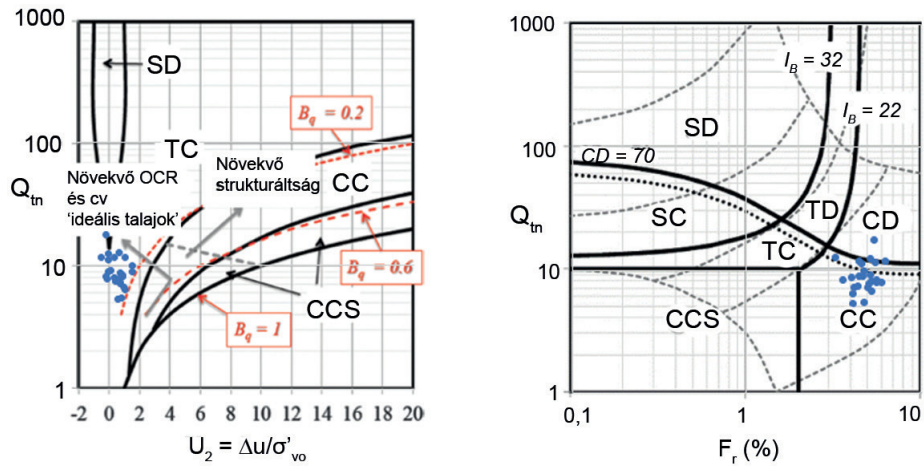 1000
SD
B_q = 0.2
100
TC
Növekvő OCR
és cv
'ideális talajok'
Növekvő
strukturáltság
CC
Q_tn
10
B_q = 0.6
CCS
B_q = 1
1
-2 0 2 4 6 8 10 12 14 16 18 20
U₂ = Δu/σ'_vo
1000
I_B = 32
I_B = 22
SD
100
CD = 70
Q_tn
SC
TD
CD
TC
10
CCS
CC
1
0,1 1 10
F_r (%)